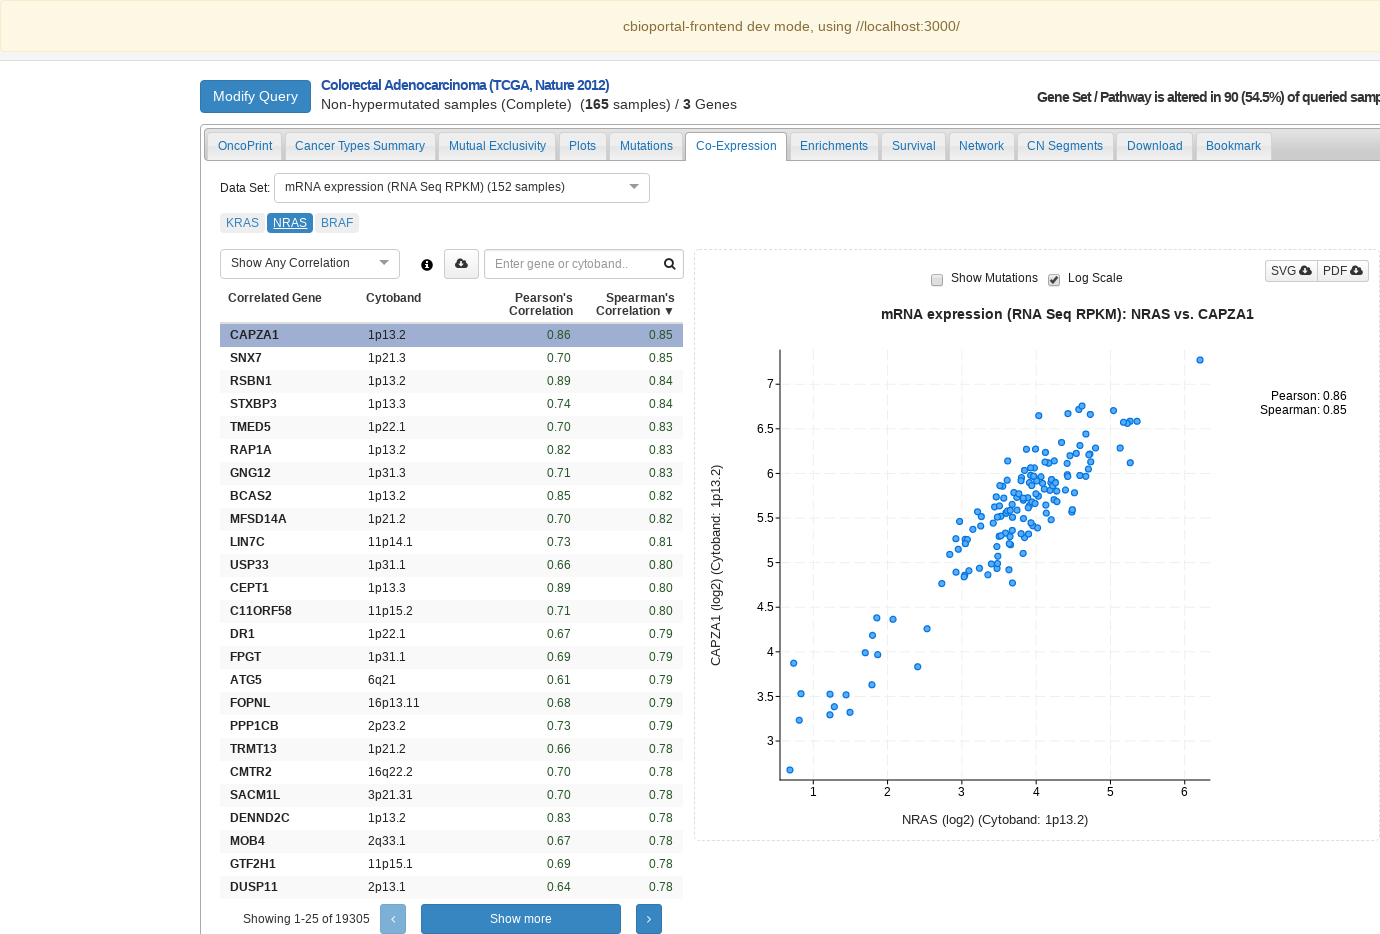 cbioportal-frontend dev mode, using //localhost:3000/
Modify Query
Colorectal Adenocarcinoma (TCGA, Nature 2012)
Non-hypermutated samples (Complete) (165 samples) / 3 Genes
Gene Set / Pathway is altered in 90 (54.5%) of queried
OncoPrint Cancer Types Summary Mutual Exclusivity Plots Mutations Co-Expression Enrichments Survival Network CN Segments Download Bookmark
Data Set: mRNA expression (RNA Seq RPKM) (152 samples)
KRAS NRAS BRAF
Show Any Correlation
Enter gene or cytoband..
Correlated Gene Cytoband Pearson's Correlation Spearman's Correlation ▼
CAPZA1 1p13.2 0.86 0.85
SNX7 1p21.3 0.70 0.85
RSBN1 1p13.2 0.89 0.84
STXBP3 1p13.3 0.74 0.84
TMED5 1p22.1 0.70 0.83
RAP1A 1p13.2 0.82 0.83
GNG12 1p31.3 0.71 0.83
BCAS2 1p13.2 0.85 0.82
MFSD14A 1p21.2 0.70 0.82
LIN7C 11p14.1 0.73 0.81
USP33 1p31.1 0.66 0.80
CEPT1 1p13.3 0.89 0.80
C11ORF58 11p15.2 0.71 0.80
DR1 1p22.1 0.67 0.79
FPGT 1p31.1 0.69 0.79
ATG5 6q21 0.61 0.79
FOPNL 16p13.11 0.68 0.79
PPP1CB 2p23.2 0.73 0.79
TRMT13 1p21.2 0.66 0.78
CMTR2 16q22.2 0.70 0.78
SACM1L 3p21.31 0.70 0.78
DENND2C 1p13.2 0.83 0.78
MOB4 2q33.1 0.67 0.78
GTF2H1 11p15.1 0.69 0.78
DUSP11 2p13.1 0.64 0.78
Showing 1-25 of 19305 ‹ Show more ›
Show Mutations Log Scale
SVG PDF
mRNA expression (RNA Seq RPKM): NRAS vs. CAPZA1
Pearson: 0.86
Spearman: 0.85
CAPZA1 (log2) (Cytoband: 1p13.2)
7
6.5
6
5.5
5
4.5
4
3.5
3
1 2 3 4 5 6
NRAS (log2) (Cytoband: 1p13.2)